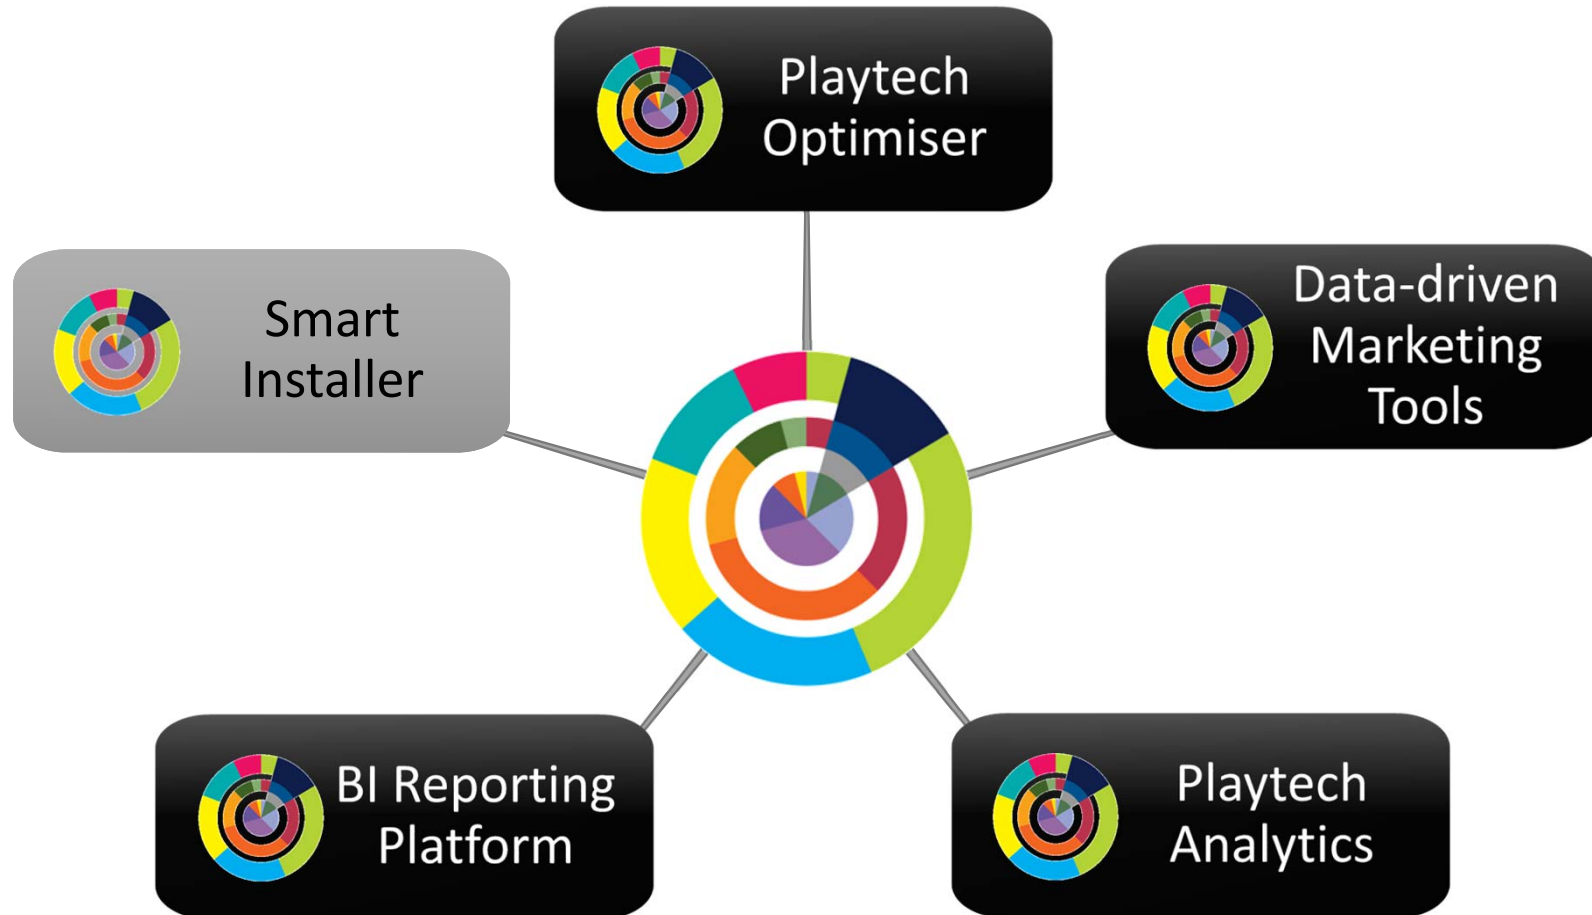 Playtech
Optimiser
Smart
Installer
Data-driven
Marketing
Tools
BI Reporting
Platform
Playtech
Analytics